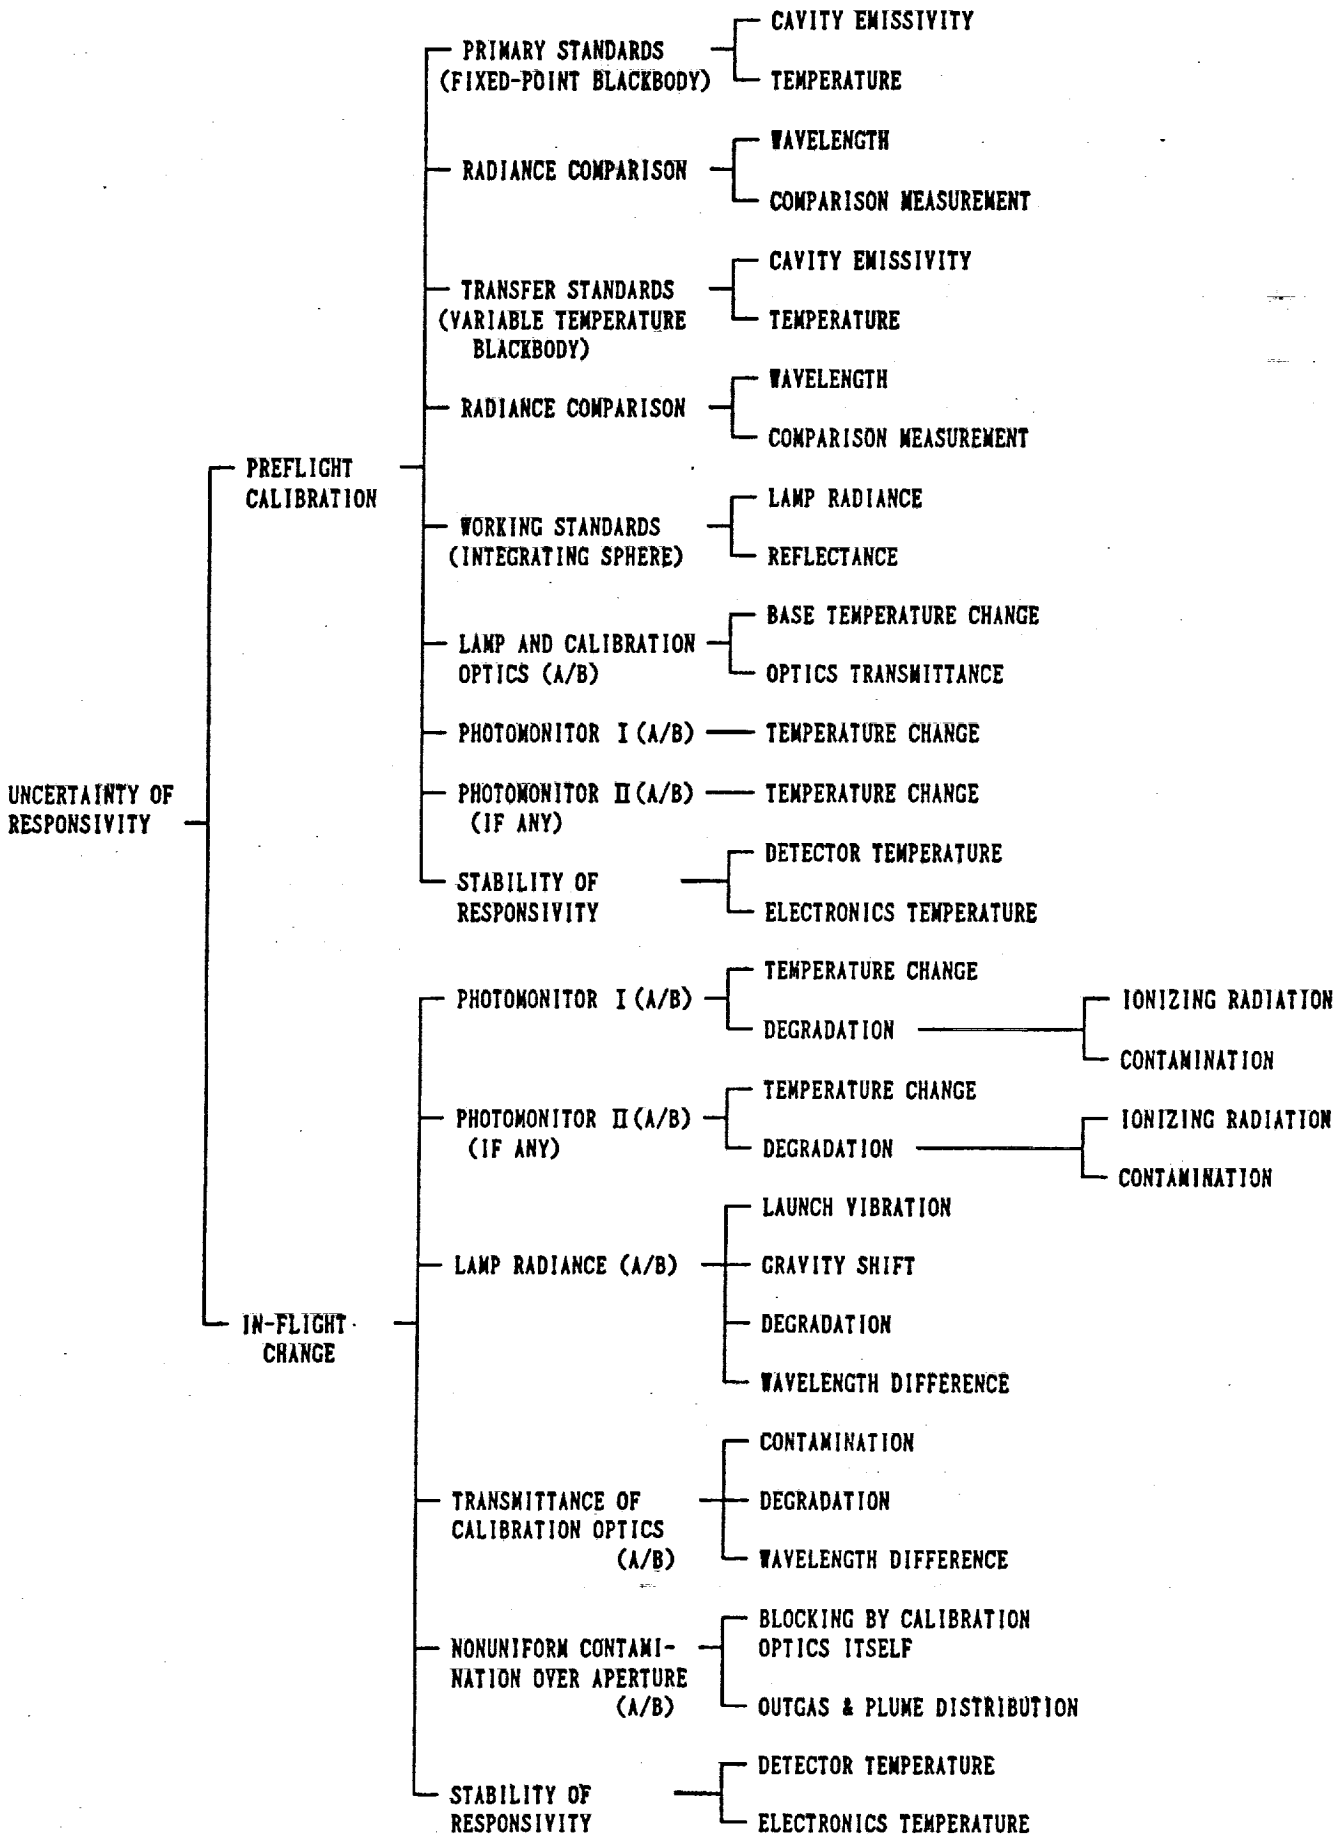 CAVITY EMISSIVITY
PRIMARY STANDARDS
(FIXED-POINT BLACKBODY)
TEMPERATURE
WAVELENGTH
RADIANCE COMPARISON
COMPARISON MEASUREMENT
CAVITY EMISSIVITY
TRANSFER STANDARDS
(VARIABLE TEMPERATURE
BLACKBODY)
TEMPERATURE
WAVELENGTH
RADIANCE COMPARISON
COMPARISON MEASUREMENT
PREFLIGHT
CALIBRATION
LAMP RADIANCE
WORKING STANDARDS
(INTEGRATING SPHERE)
REFLECTANCE
BASE TEMPERATURE CHANGE
LAMP AND CALIBRATION
OPTICS (A/B)
OPTICS TRANSMITTANCE
PHOTOMONITOR I (A/B)
TEMPERATURE CHANGE
UNCERTAINTY OF
RESPONSIVITY
PHOTOMONITOR II (A/B)
(IF ANY)
TEMPERATURE CHANGE
DETECTOR TEMPERATURE
STABILITY OF
RESPONSIVITY
ELECTRONICS TEMPERATURE
TEMPERATURE CHANGE
PHOTOMONITOR I (A/B)
DEGRADATION
IONIZING RADIATION
CONTAMINATION
TEMPERATURE CHANGE
PHOTOMONITOR II (A/B)
(IF ANY)
DEGRADATION
IONIZING RADIATION
CONTAMINATION
LAUNCH VIBRATION
LAMP RADIANCE (A/B)
GRAVITY SHIFT
DEGRADATION
WAVELENGTH DIFFERENCE
IN-FLIGHT
CHANGE
CONTAMINATION
TRANSMITTANCE OF
CALIBRATION OPTICS
(A/B)
DEGRADATION
WAVELENGTH DIFFERENCE
BLOCKING BY CALIBRATION
OPTICS ITSELF
NONUNIFORM CONTAMI-
NATION OVER APERTURE
(A/B)
OUTGAS & PLUME DISTRIBUTION
DETECTOR TEMPERATURE
STABILITY OF
RESPONSIVITY
ELECTRONICS TEMPERATURE